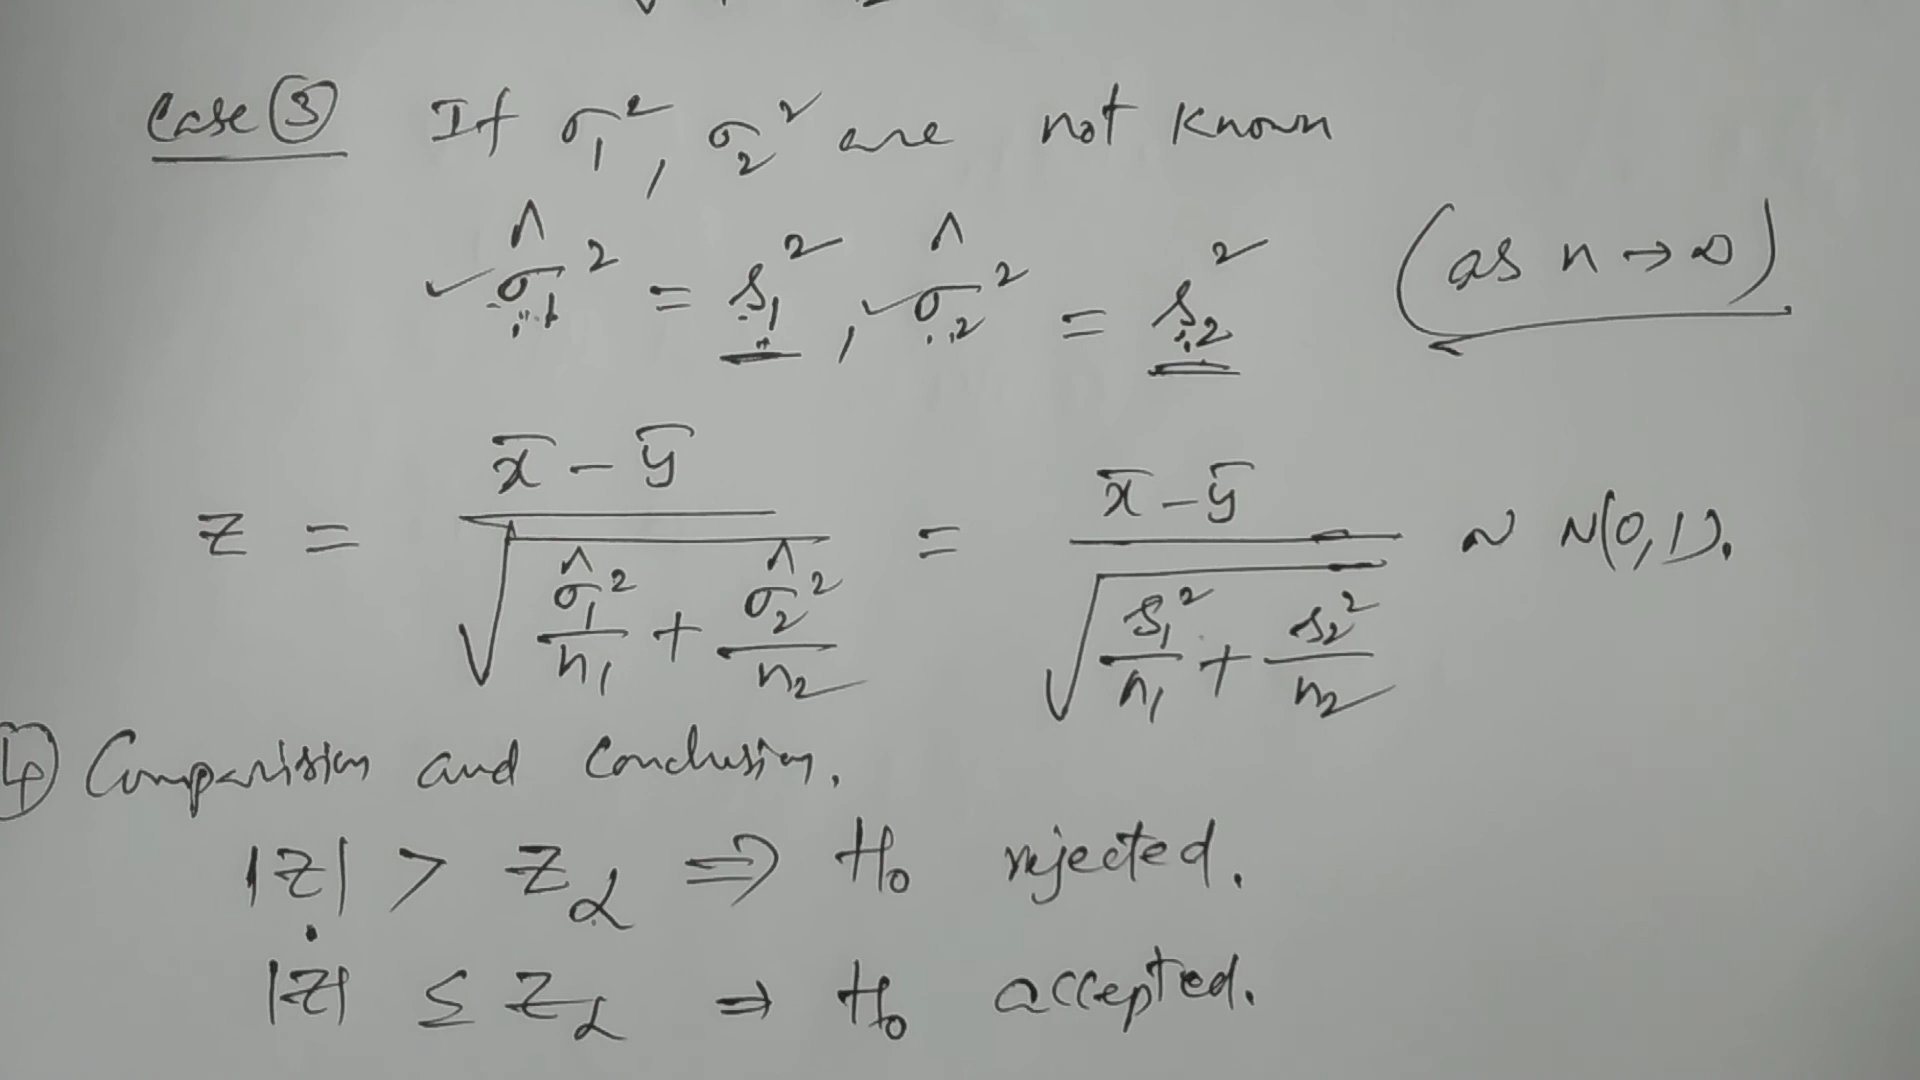 Case ③ If σ₁², σ₂² are not known
σ̂₁² = s₁², σ̂₂² = s₂² (as n→∞)
z = (x̄ - ȳ) / √(σ̂₁²/n₁ + σ̂₂²/n₂) = (x̄ - ȳ) / √(s₁²/n₁ + s₂²/n₂) ~ N(0,1).
④ Comparision and Conclusion.
|z| > z_α ⇒ H₀ rejected.
|z| ≤ z_α ⇒ H₀ accepted.